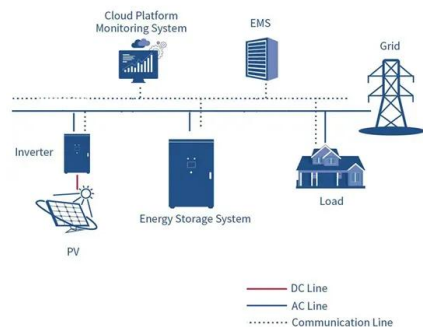 Cloud Platform
Monitoring System
EMS
Grid
Inverter
Energy Storage System
Load
PV
DC Line
AC Line
Communication Line